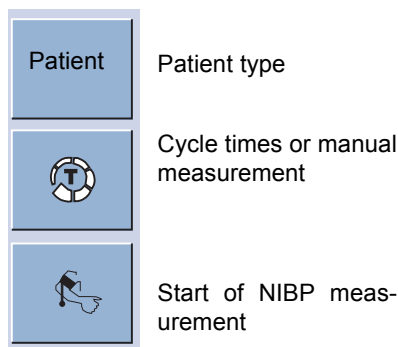 Patient
Patient type
Cycle times or manual
measurement
T
Start of NIBP meas-
urement